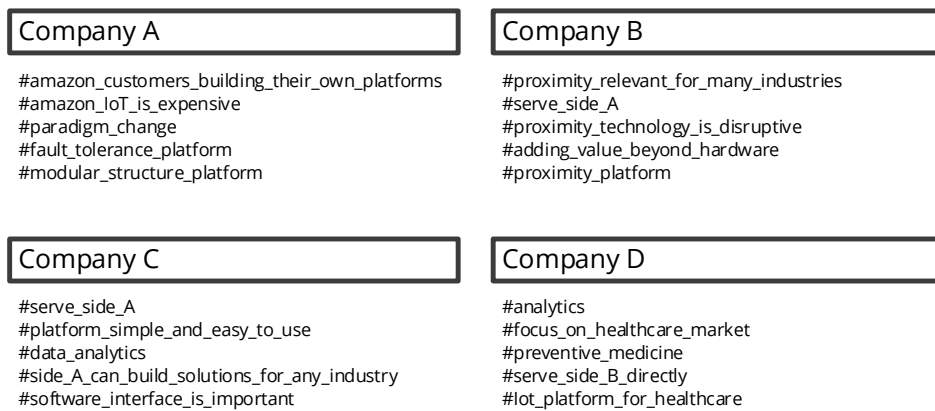 Company A
#amazon_customers_building_their_own_platforms
#amazon_IoT_is_expensive
#paradigm_change
#fault_tolerance_platform
#modular_structure_platform
Company B
#proximity_relevant_for_many_industries
#serve_side_A
#proximity_technology_is_disruptive
#adding_value_beyond_hardware
#proximity_platform
Company C
#serve_side_A
#platform_simple_and_easy_to_use
#data_analytics
#side_A_can_build_solutions_for_any_industry
#software_interface_is_important
Company D
#analytics
#focus_on_healthcare_market
#preventive_medicine
#serve_side_B_directly
#Iot_platform_for_healthcare